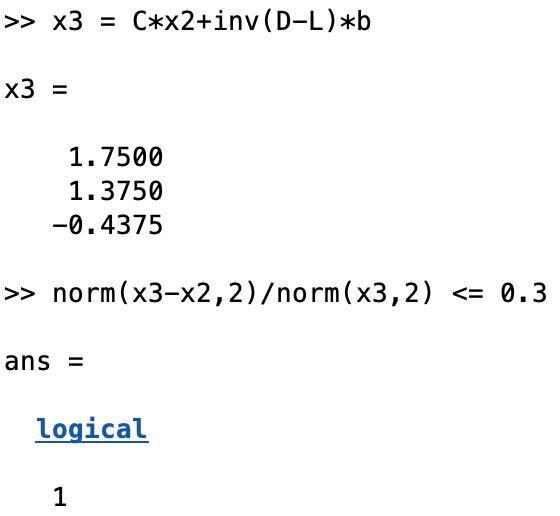 >> x3 = C*x2+inv(D-L)*b
x3 =
1.7500
1.3750
-0.4375
>> norm(x3-x2,2)/norm(x3,2) <= 0.3
ans =
logical
1